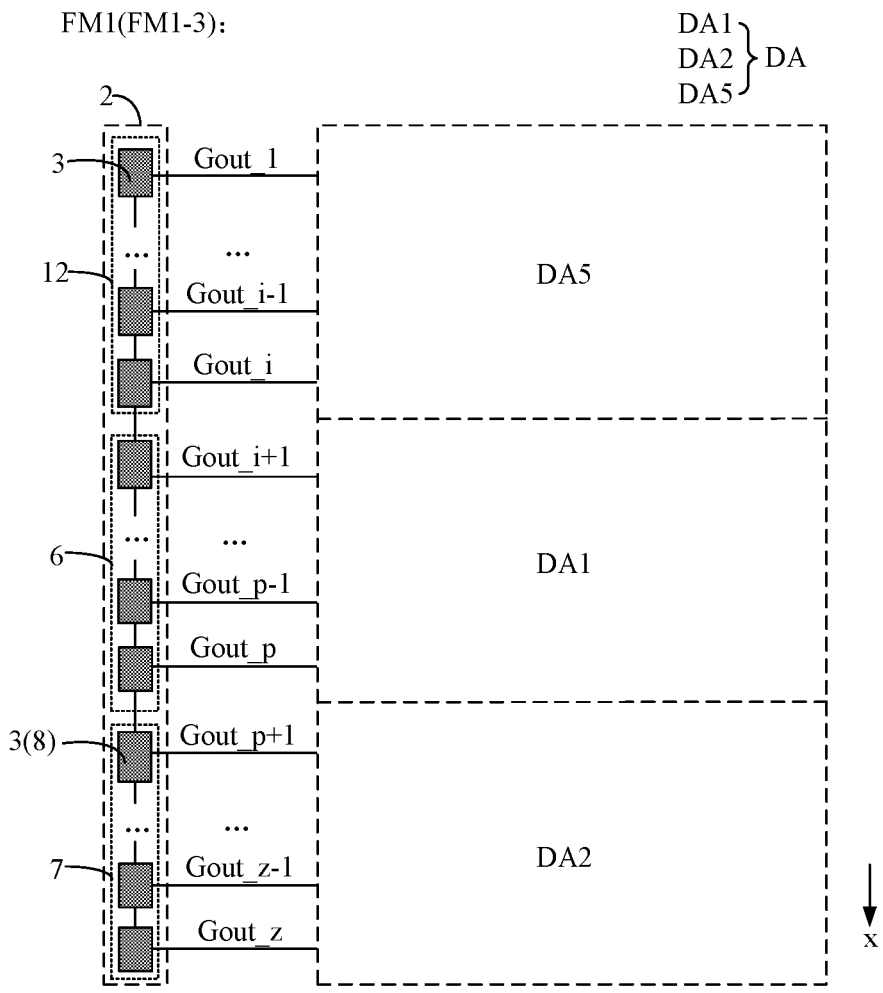 FM1(FM1-3):
DA1
DA2
DA5
DA
2
3
Gout_1
...
...
12
DA5
Gout_i-1
Gout_i
Gout_i+1
...
...
6
DA1
Gout_p-1
Gout_p
3(8)
Gout_p+1
...
...
7
DA2
Gout_z-1
Gout_z
x